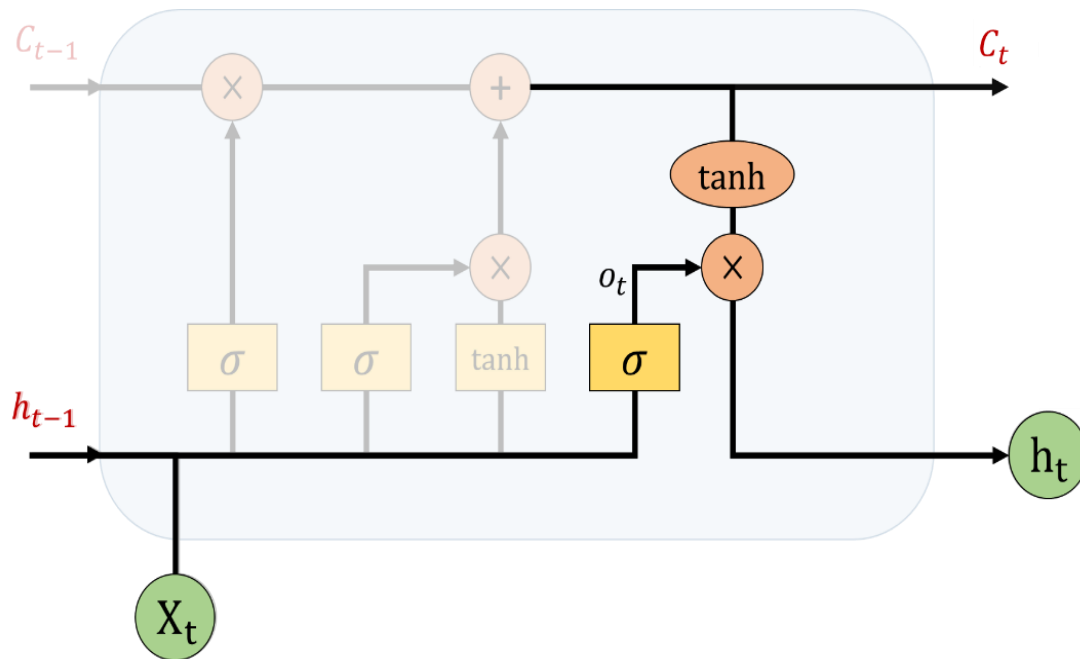 C_{t-1}
C_t
×
+
tanh
o_t
×
×
σ
σ
tanh
σ
h_{t-1}
h_t
X_t